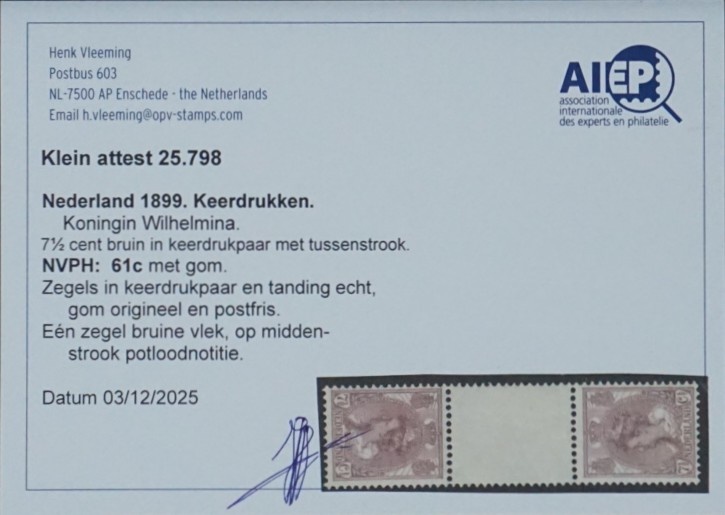 Henk Vleeming
Postbus 603
NL-7500 AP Enschede - the Netherlands
Email h.vleeming@opv-stamps.com
AIEP
association
internationale
des experts en philatelie
Klein attest 25.798
Nederland 1899. Keerdrukken.
Koningin Wilhelmina.
7½ cent bruin in keerdrukpaar met tussenstrook.
NVPH: 61c met gom.
Zegels in keerdrukpaar en tanding echt,
gom origineel en postfris.
Eén zegel bruine vlek, op midden-
strook potloodnotitie.
Datum 03/12/2025